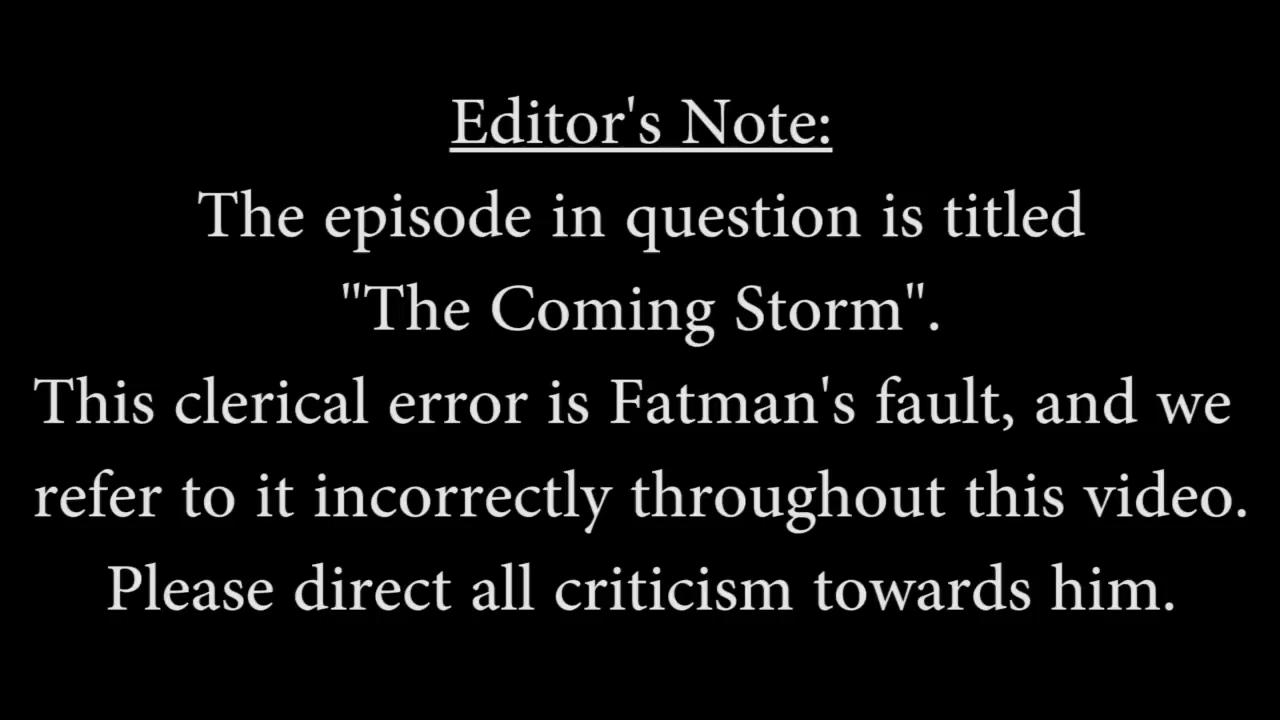 Editor's Note:
The episode in question is titled
"The Coming Storm".
This clerical error is Fatman's fault, and we
refer to it incorrectly throughout this video.
Please direct all criticism towards him.